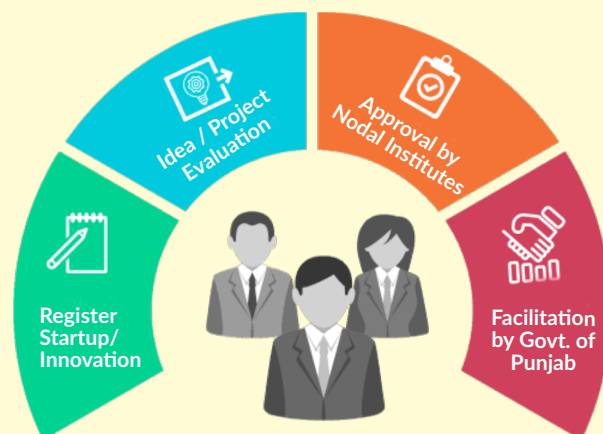 Register
Startup/
Innovation
Idea / Project
Evaluation
Approval by
Nodal Institutes
Facilitation
by Govt. of
Punjab